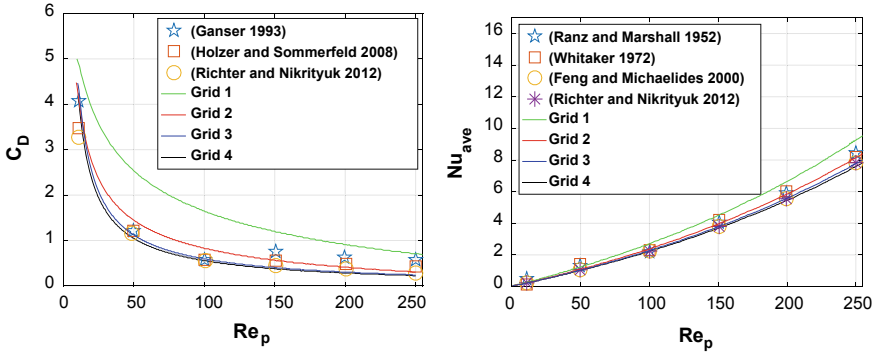 6
5
4
3
2
1
0
C_D
0
50
100
150
200
250
Re_p
(Ganser 1993)
(Holzer and Sommerfeld 2008)
(Richter and Nikrityuk 2012)
Grid 1
Grid 2
Grid 3
Grid 4
16
14
12
10
8
6
4
2
0
Nu_ave
0
50
100
150
200
250
Re_p
(Ranz and Marshall 1952)
(Whitaker 1972)
(Feng and Michaelides 2000)
(Richter and Nikrityuk 2012)
Grid 1
Grid 2
Grid 3
Grid 4